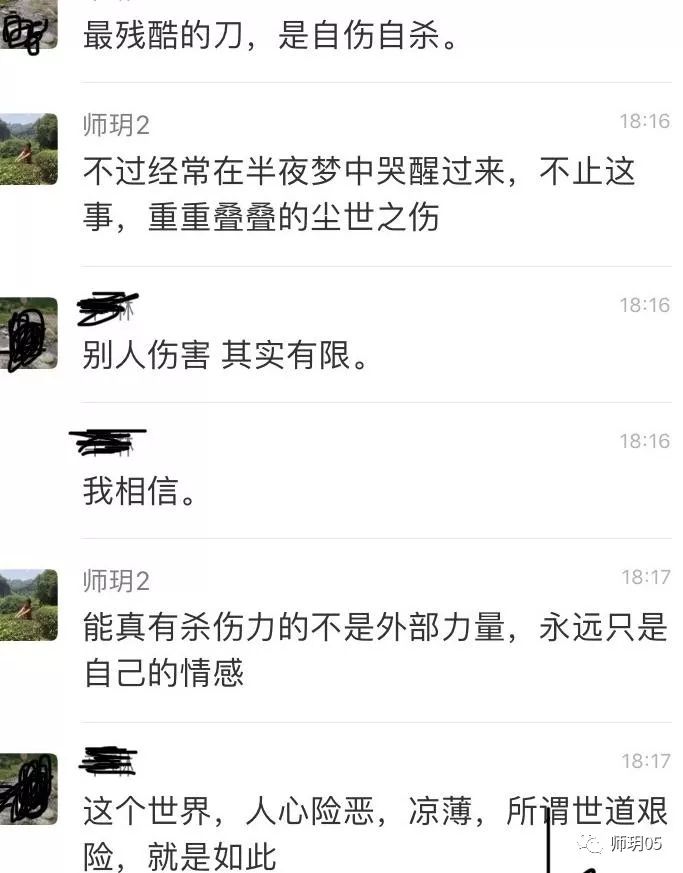 最残酷的刀，是自伤自杀。
师玥2
18:16
不过经常在半夜梦中哭醒过来，不止这
事，重重叠叠的尘世之伤
林
18:16
别人伤害 其实有限。
林
18:16
我相信。
师玥2
18:17
能真有杀伤力的不是外部力量，永远只是
自己的情感
18:17
这个世界，人心险恶，凉薄，所谓世道艰
险，就是如此
师玥05